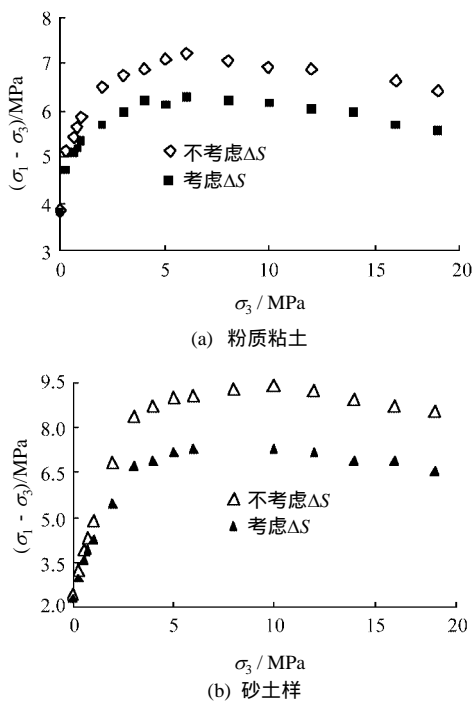 (σ₁ - σ₃)/MPa
8
7
6
5
4
3
不考虑ΔS
考虑ΔS
0 5 10 15 20
σ₃ / MPa
(a) 粉质粘土
(σ₁ - σ₃)/MPa
9.5
8.0
6.5
5.0
3.5
2.0
不考虑ΔS
考虑ΔS
0 5 10 15 20
σ₃ / MPa
(b) 砂土样